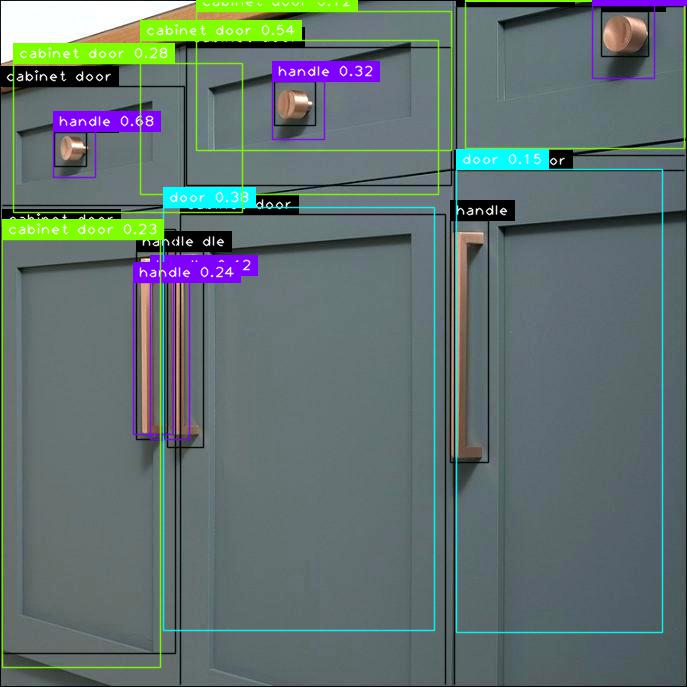 cabinet door 0.12
cabinet door 0.54
cabinet door 0.28
cabinet door
handle 0.32
handle 0.68
door 0.15 or
door 0.38
door
handle
cabinet door
cabinet door 0.23
handle dle
handle 0.24